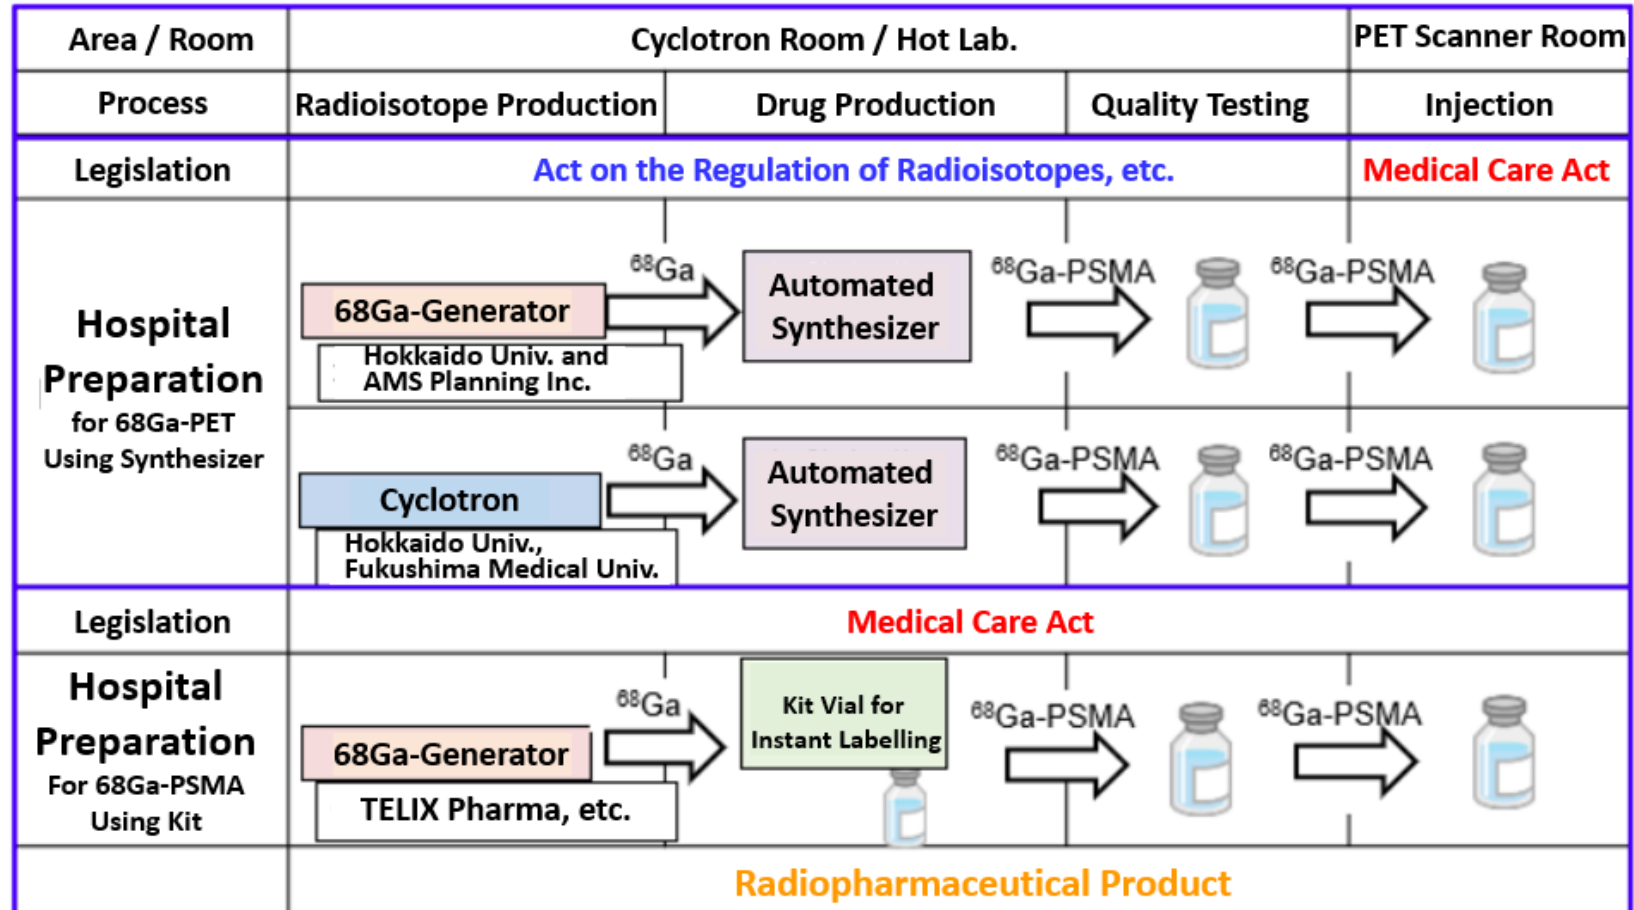 Area / Room
Cyclotron Room / Hot Lab.
PET Scanner Room
Process
Radioisotope Production
Drug Production
Quality Testing
Injection
Legislation
Act on the Regulation of Radioisotopes, etc.
Medical Care Act
Hospital
Preparation
for 68Ga-PET
Using Synthesizer
68Ga-Generator
Hokkaido Univ. and
AMS Planning Inc.
⁶⁸Ga
Automated
Synthesizer
⁶⁸Ga-PSMA
⁶⁸Ga-PSMA
Cyclotron
Hokkaido Univ.,
Fukushima Medical Univ.
⁶⁸Ga
Automated
Synthesizer
⁶⁸Ga-PSMA
⁶⁸Ga-PSMA
Legislation
Medical Care Act
Hospital
Preparation
For 68Ga-PSMA
Using Kit
68Ga-Generator
TELIX Pharma, etc.
⁶⁸Ga
Kit Vial for
Instant Labelling
⁶⁸Ga-PSMA
⁶⁸Ga-PSMA
Radiopharmaceutical Product